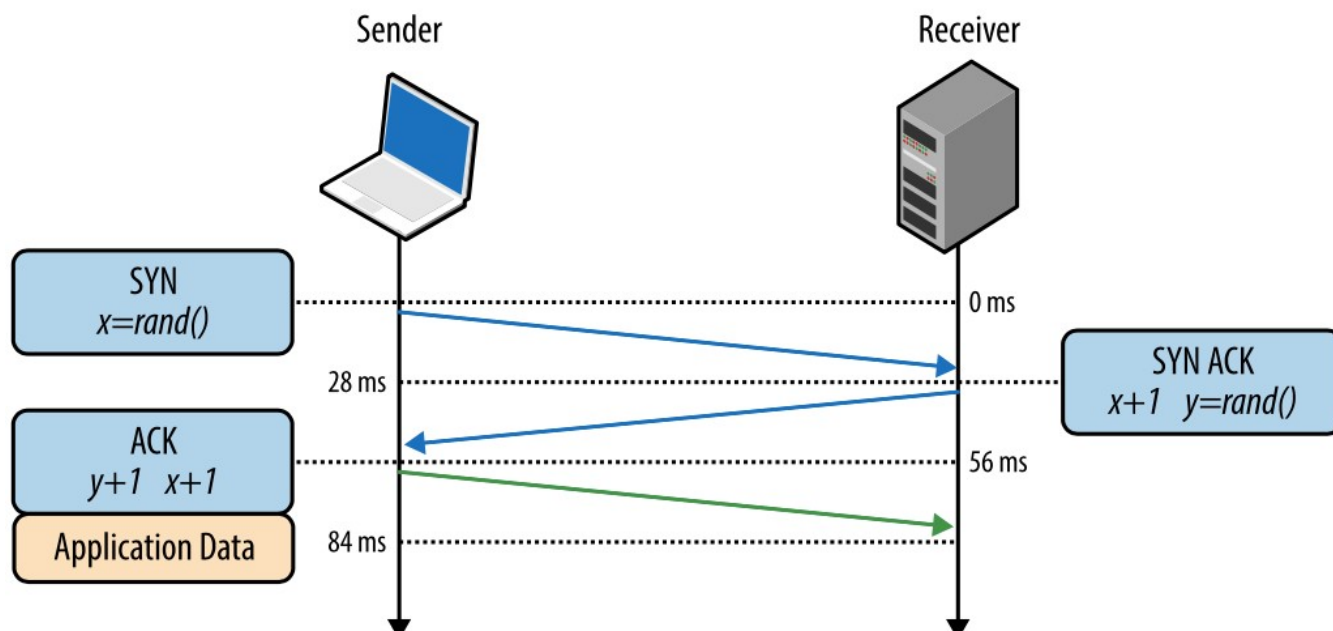 Sender
Receiver
SYN
x=rand()
0 ms
28 ms
SYN ACK
x+1 y=rand()
ACK
y+1 x+1
56 ms
Application Data
84 ms